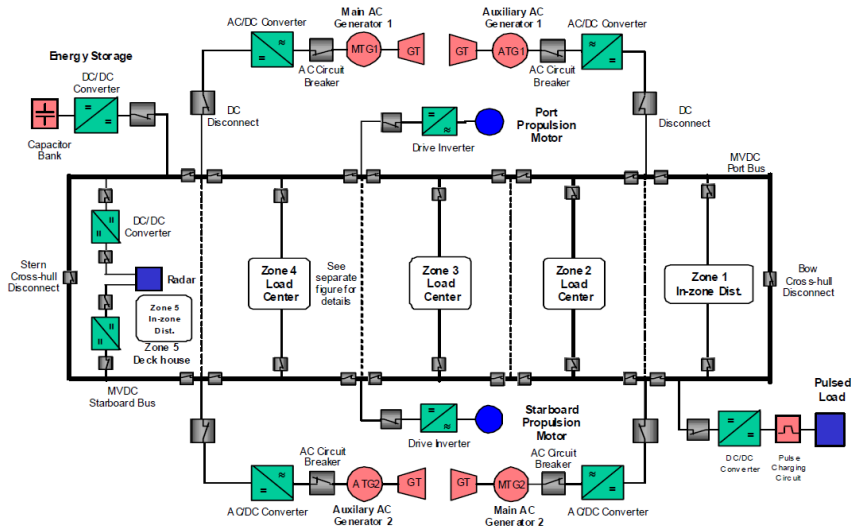 Main AC
Generator 1
Auxiliary AC
Generator 1
AC/DC Converter
AC/DC Converter
MTG1
GT
GT
ATG1
AC Circuit
Breaker
AC Circuit
Breaker
Energy Storage
DC/DC
Converter
DC
Disconnect
DC
Disconnect
Capacitor
Bank
Port
Propulsion
Motor
Drive Inverter
MVDC
Port Bus
DC/DC
Converter
Stern
Cross-hull
Disconnect
Radar
Zone 5
In-zone
Dist.
Zone 5
Deck house
Zone 4
Load
Center
See
separate
figure for
details
Zone 3
Load
Center
Zone 2
Load
Center
Zone 1
In-zone Dist.
Bow
Cross-hull
Disconnect
MVDC
Starboard Bus
Starboard
Propulsion
Motor
Drive Inverter
Pulsed
Load
DC/DC
Converter
Pulse
Charging
Circuit
AC Circuit
Breaker
AC Circuit
Breaker
ATG2
GT
GT
MTG2
AC/DC Converter
Auxilary AC
Generator 2
Main AC
Generator 2
AC/DC Converter